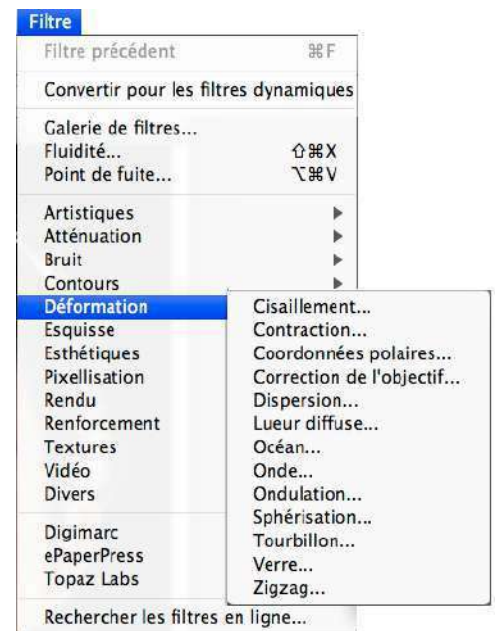 Filtre
Filtre précédent ⌘F
Convertir pour les filtres dynamiques
Galerie de filtres...
Fluidité... ⇧⌘X
Point de fuite... ⌥⌘V
Artistiques
Atténuation
Bruit
Contours
Déformation
Esquisse
Esthétiques
Pixellisation
Rendu
Renforcement
Textures
Vidéo
Divers
Digimarc
ePaperPress
Topaz Labs
Rechercher les filtres en ligne...
Cisaillement...
Contraction...
Coordonnées polaires...
Correction de l'objectif...
Dispersion...
Lueur diffuse...
Océan...
Onde...
Ondulation...
Sphérisation...
Tourbillon...
Verre...
Zigzag...